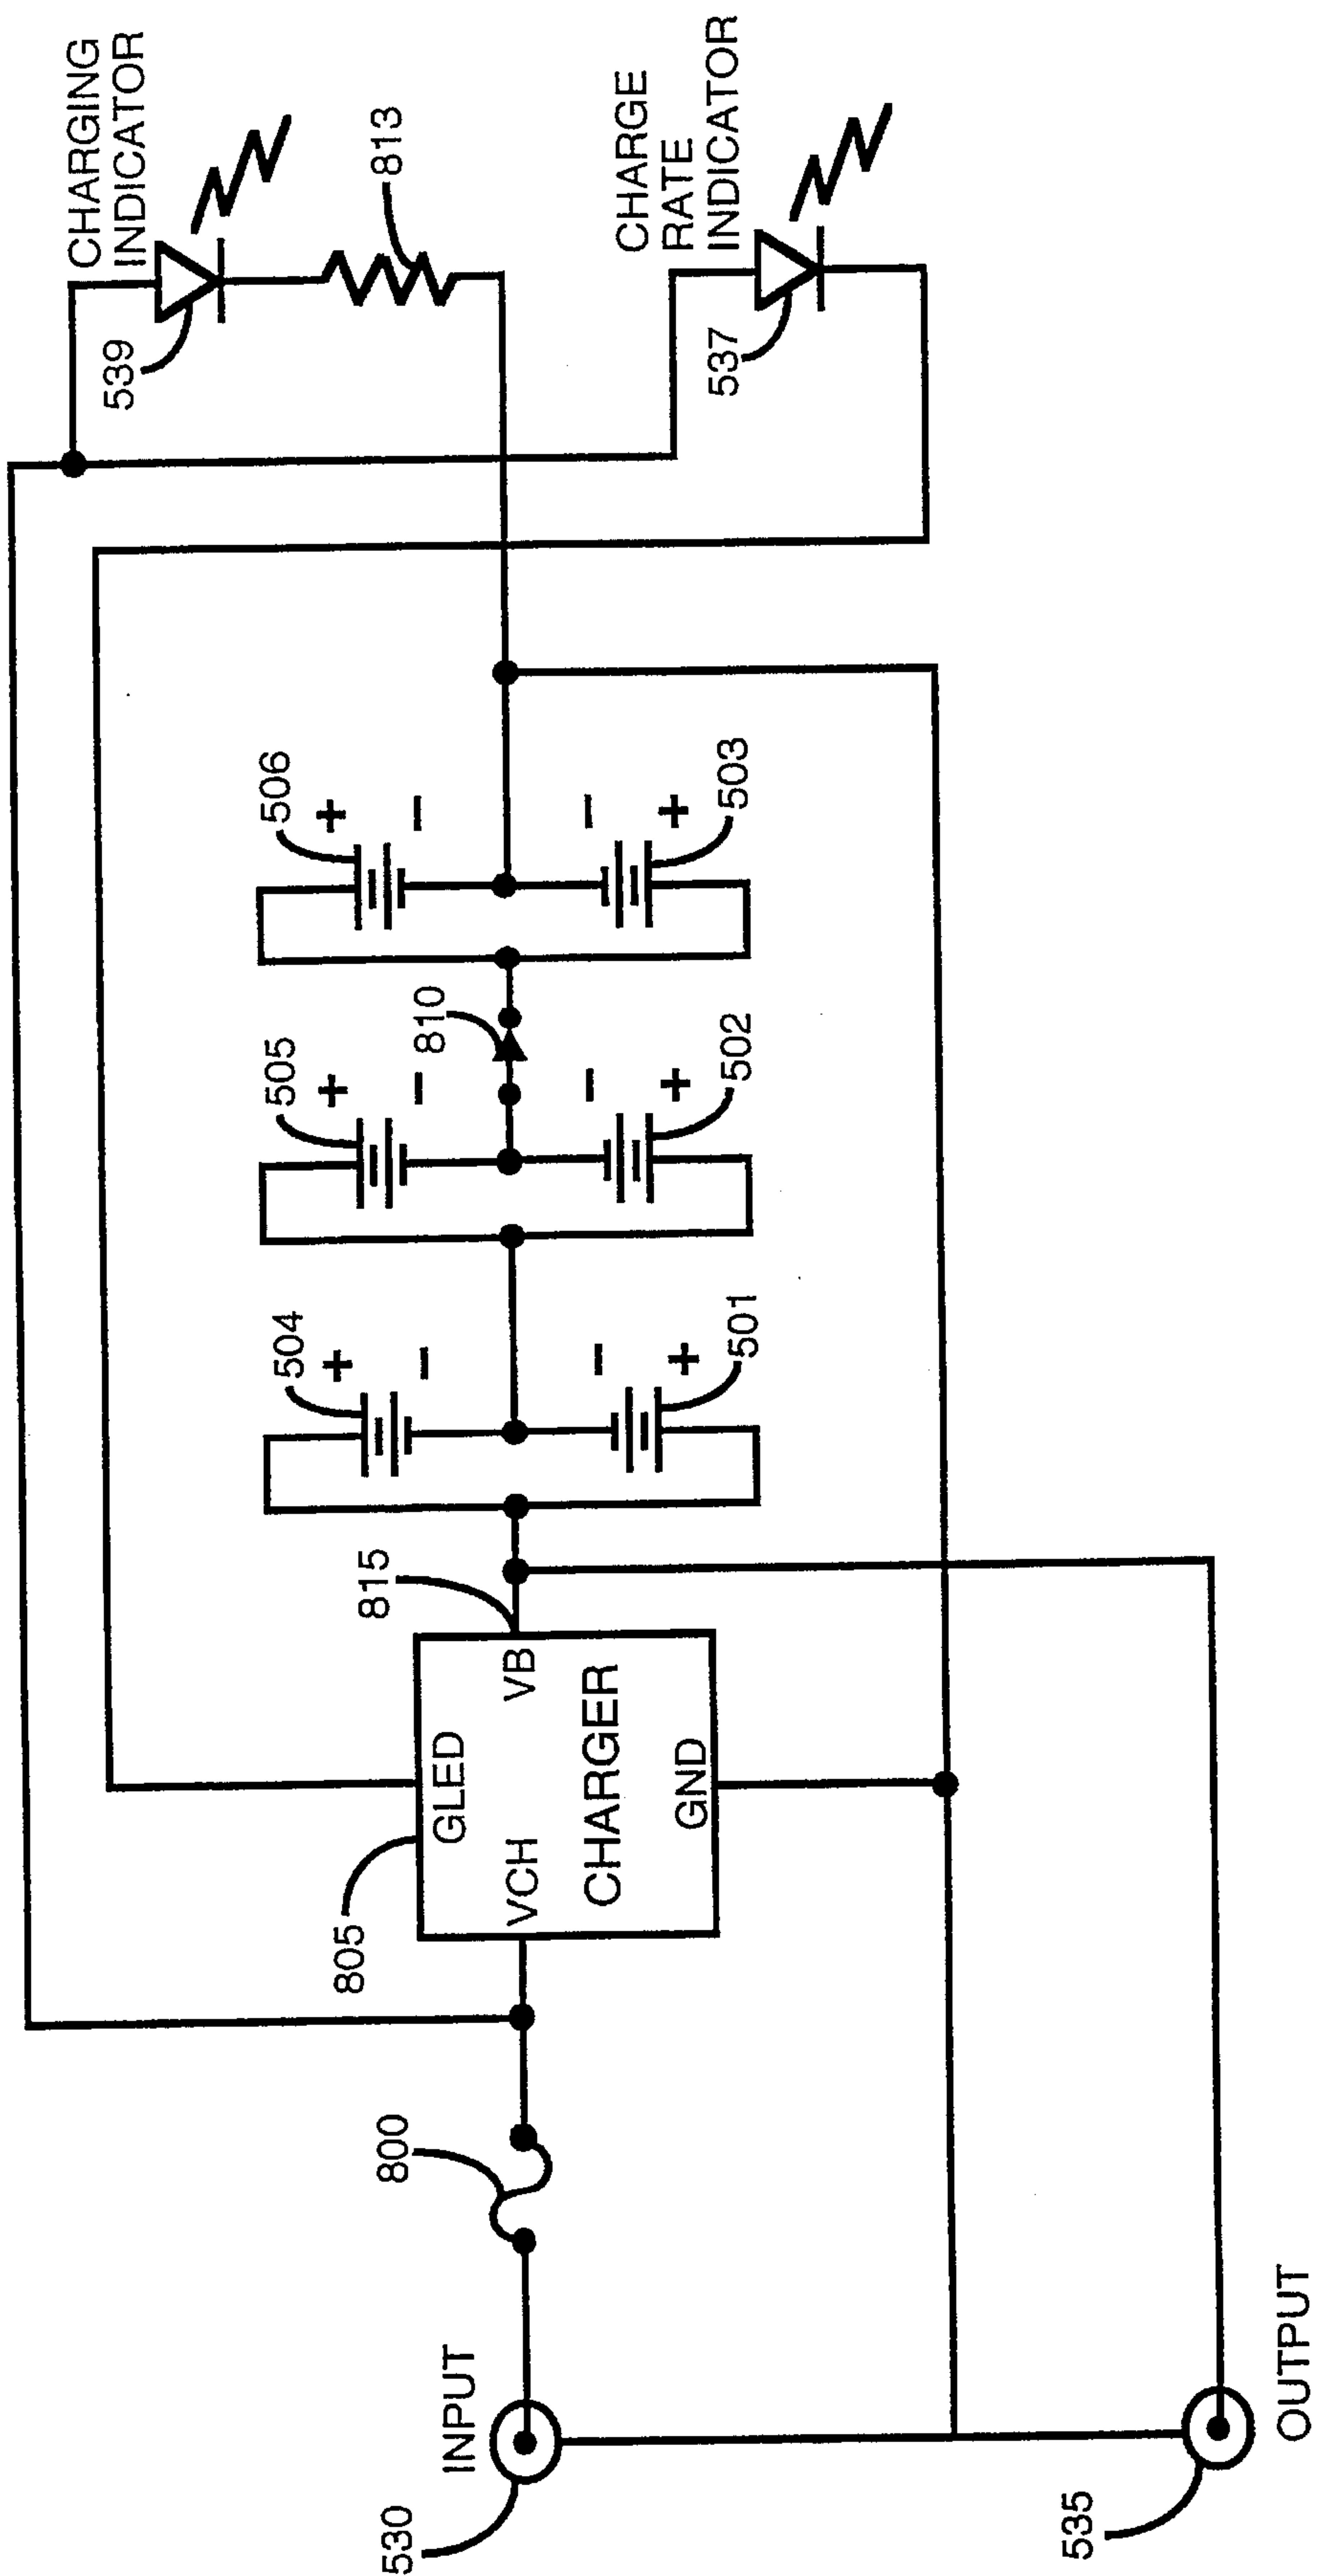 CHARGING
INDICATOR
539
813
CHARGE
RATE
INDICATOR
537
506
+
−
−
+
503
810
505
+
−
−
+
502
504
+
−
−
+
501
815
805
GLED
VCH
VB
CHARGER
GND
800
INPUT
530
OUTPUT
535